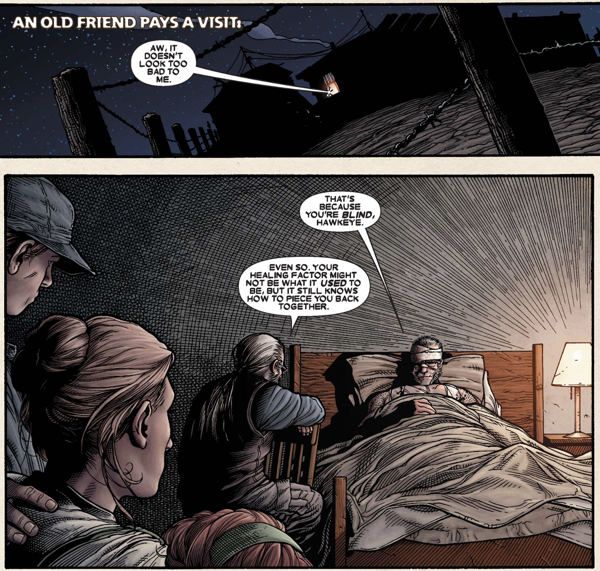 AN OLD FRIEND PAYS A VISIT:
AW, IT
DOESN'T
LOOK TOO
BAD TO
ME.
THAT'S
BECAUSE
YOU'RE BLIND,
HAWKEYE.
EVEN SO. YOUR
HEALING FACTOR MIGHT
NOT BE WHAT IT USED TO
BE, BUT IT STILL KNOWS
HOW TO PIECE YOU BACK
TOGETHER.